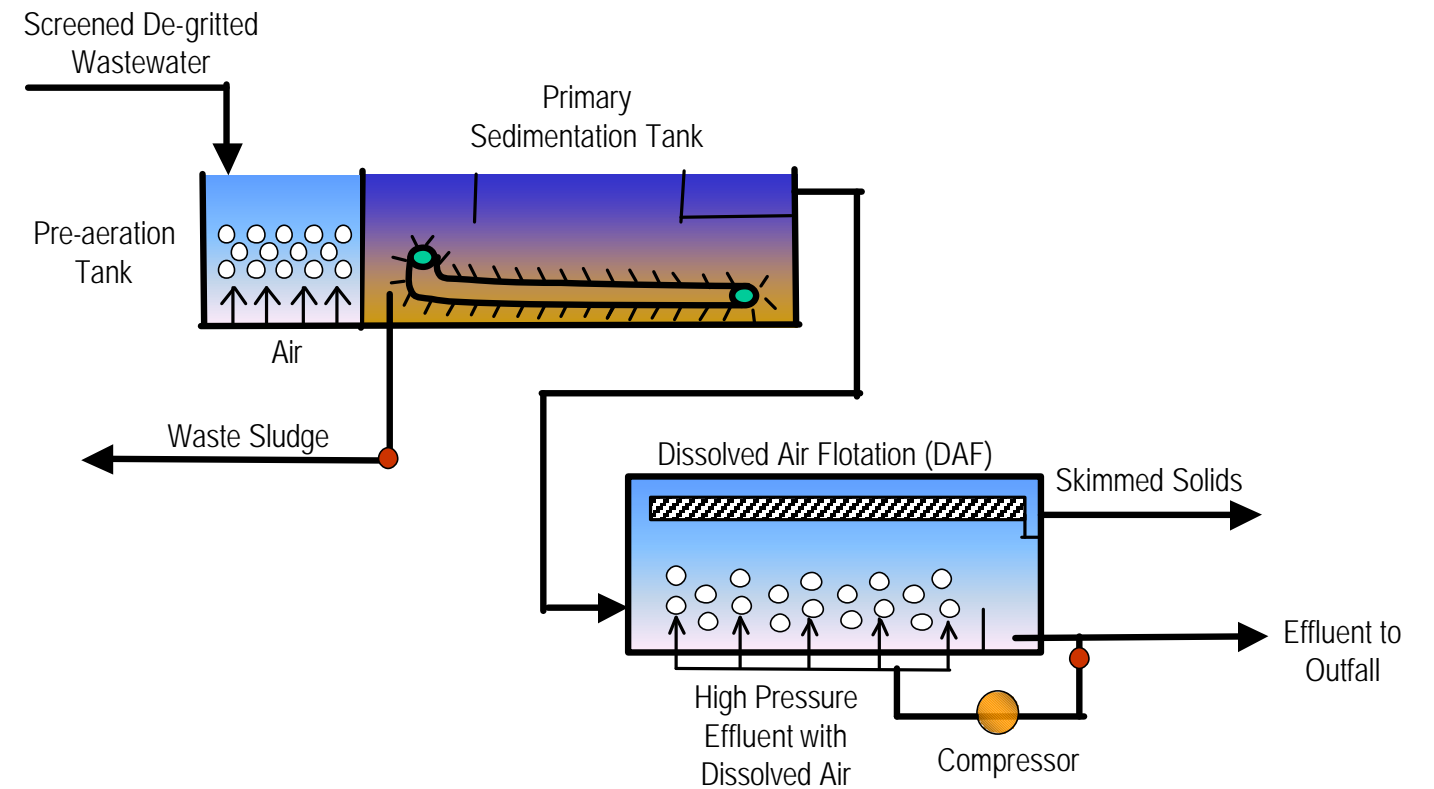 Screened De-gritted
Wastewater
Primary
Sedimentation Tank
Pre-aeration
Tank
Air
Waste Sludge
Dissolved Air Flotation (DAF)
Skimmed Solids
Effluent to
Outfall
High Pressure
Effluent with
Dissolved Air
Compressor